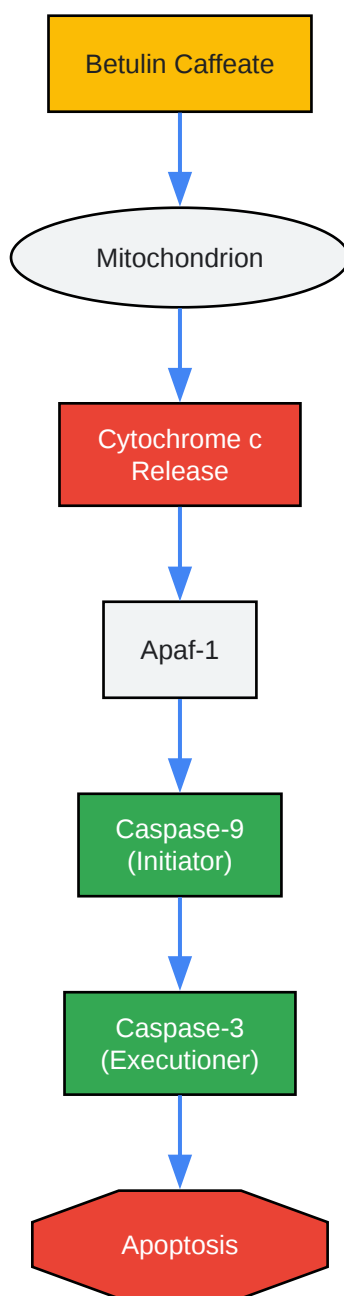 Betulin Caffeate
Mitochondrion
Cytochrome c
Release
Apaf-1
Caspase-9
(Initiator)
Caspase-3
(Executioner)
Apoptosis